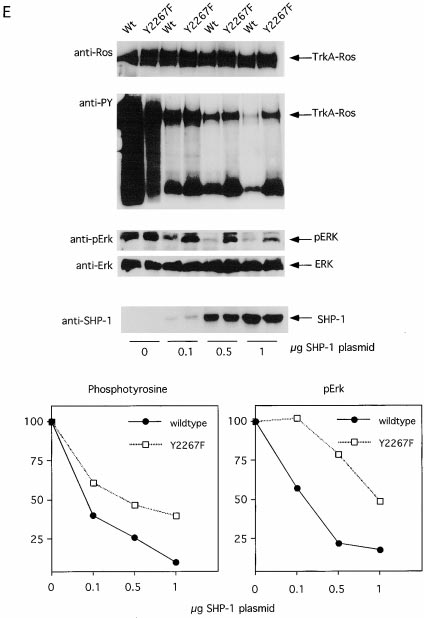 E
Wt Y2267F Wt Y2267F Wt Y2267F Wt Y2267F
anti-Ros TrkA-Ros
anti-PY TrkA-Ros
anti-pErk pERK
anti-Erk ERK
anti-SHP-1 SHP-1
0 0.1 0.5 1 µg SHP-1 plasmid
Phosphotyrosine pErk
100 wildtype 100 wildtype
Y2267F Y2267F
75 75
50 50
25 25
0 0.1 0.5 1 0 0.1 0.5 1
µg SHP-1 plasmid